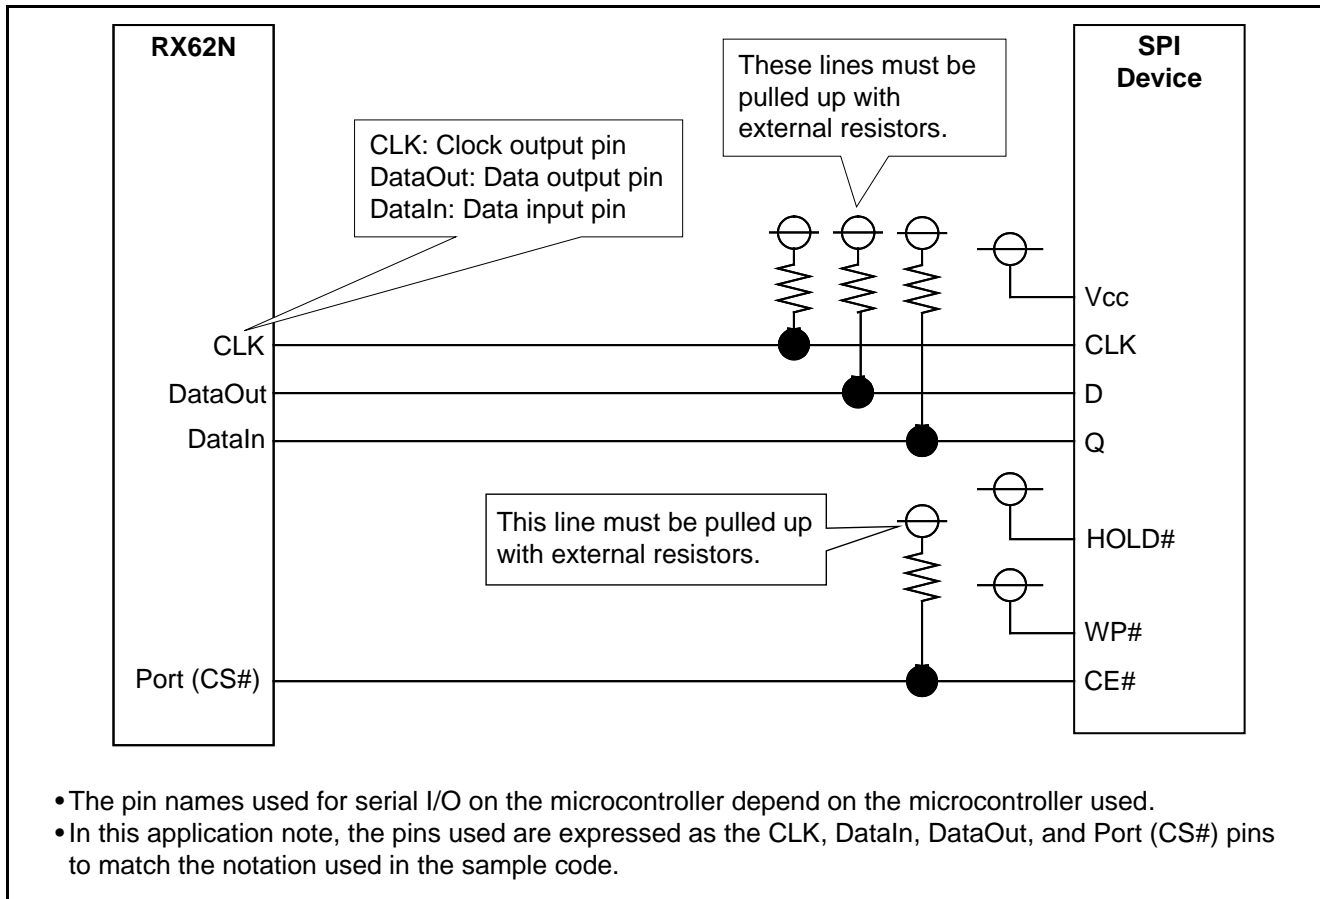 RX62N
SPI
Device
These lines must be
pulled up with
external resistors.
CLK: Clock output pin
DataOut: Data output pin
DataIn: Data input pin
Vcc
CLK
CLK
DataOut
D
DataIn
Q
This line must be pulled up
with external resistors.
HOLD#
WP#
Port (CS#)
CE#
• The pin names used for serial I/O on the microcontroller depend on the microcontroller used.
• In this application note, the pins used are expressed as the CLK, DataIn, DataOut, and Port (CS#) pins
to match the notation used in the sample code.